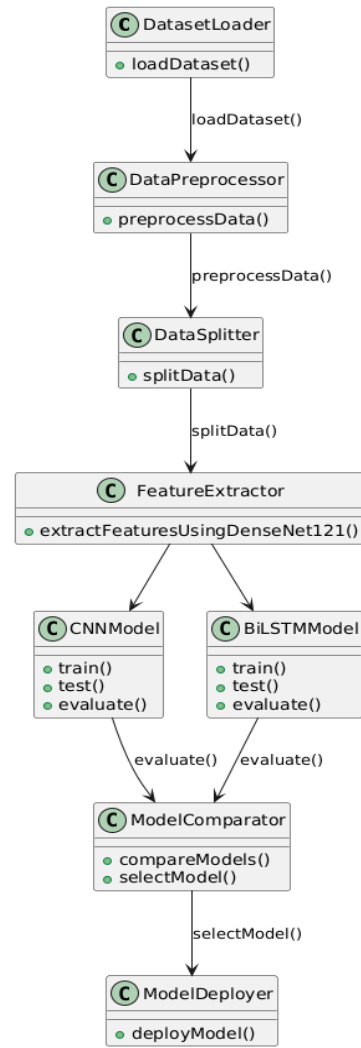 C DatasetLoader
loadDataset()
loadDataset()
C DataPreprocessor
preprocessData()
preprocessData()
C DataSplitter
splitData()
splitData()
C FeatureExtractor
extractFeaturesUsingDenseNet121()
C CNNModel
train()
test()
evaluate()
C BiLSTMModel
train()
test()
evaluate()
evaluate()
evaluate()
C ModelComparator
compareModels()
selectModel()
selectModel()
C ModelDeployer
deployModel()